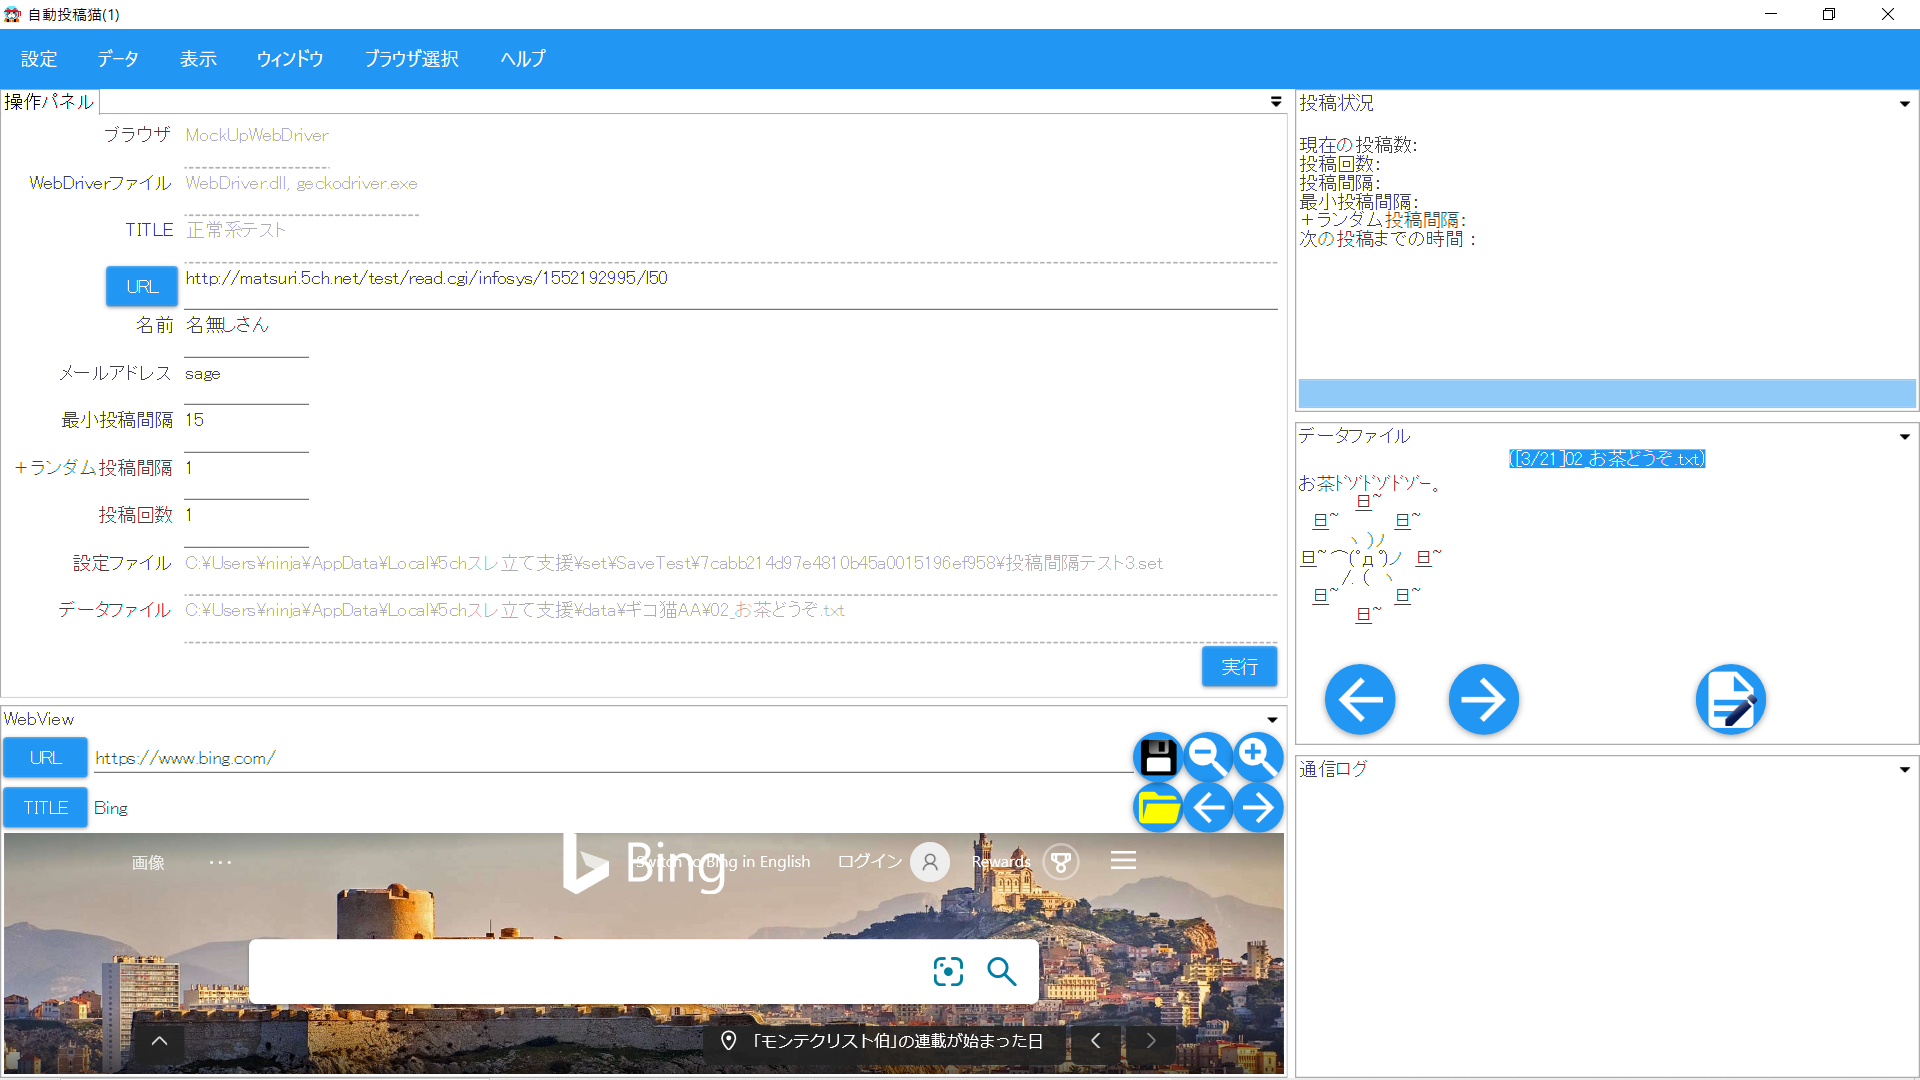 自動投稿猫(1)
設定 データ 表示 ウィンドウ ブラウザ選択 ヘルプ
操作パネル
ブラウザ MockUpWebDriver
WebDriverファイル WebDriver.dll, geckodriver.exe
TITLE 正常系テスト
URL http://matsuri.5ch.net/test/read.cgi/infosys/1552192995/l50
名前 名無しさん
メールアドレス sage
最小投稿間隔 15
+ランダム投稿間隔 1
投稿回数 1
設定ファイル C:¥Users¥ninja¥AppData¥Local¥5chスレ立て支援¥set¥SaveTest¥7cabb214d97e4810b45a0015196ef958¥投稿間隔テスト3.set
データファイル C:¥Users¥ninja¥AppData¥Local¥5chスレ立て支援¥data¥ギコ猫AA¥02_お茶どうぞ.txt
実行
WebView
URL https://www.bing.com/
TITLE Bing
画像 ... Bing Switch to Bing in English ログイン Rewards
「モンテクリスト伯」の連載が始まった日
投稿状況
現在の投稿数:
投稿回数:
投稿間隔:
最小投稿間隔:
+ランダム投稿間隔:
次の投稿までの時間:
データファイル
([3/21]02_お茶どうぞ.txt)
お茶ﾄﾞｿﾞﾄﾞｿﾞﾄﾞｿﾞｰ。
旦~
旦~ 旦~
ヽ )ﾉ
旦~ ⌒(ﾟдﾟ)ノ 旦~
/. ( ヽ
旦~ 旦~
旦~
通信ログ